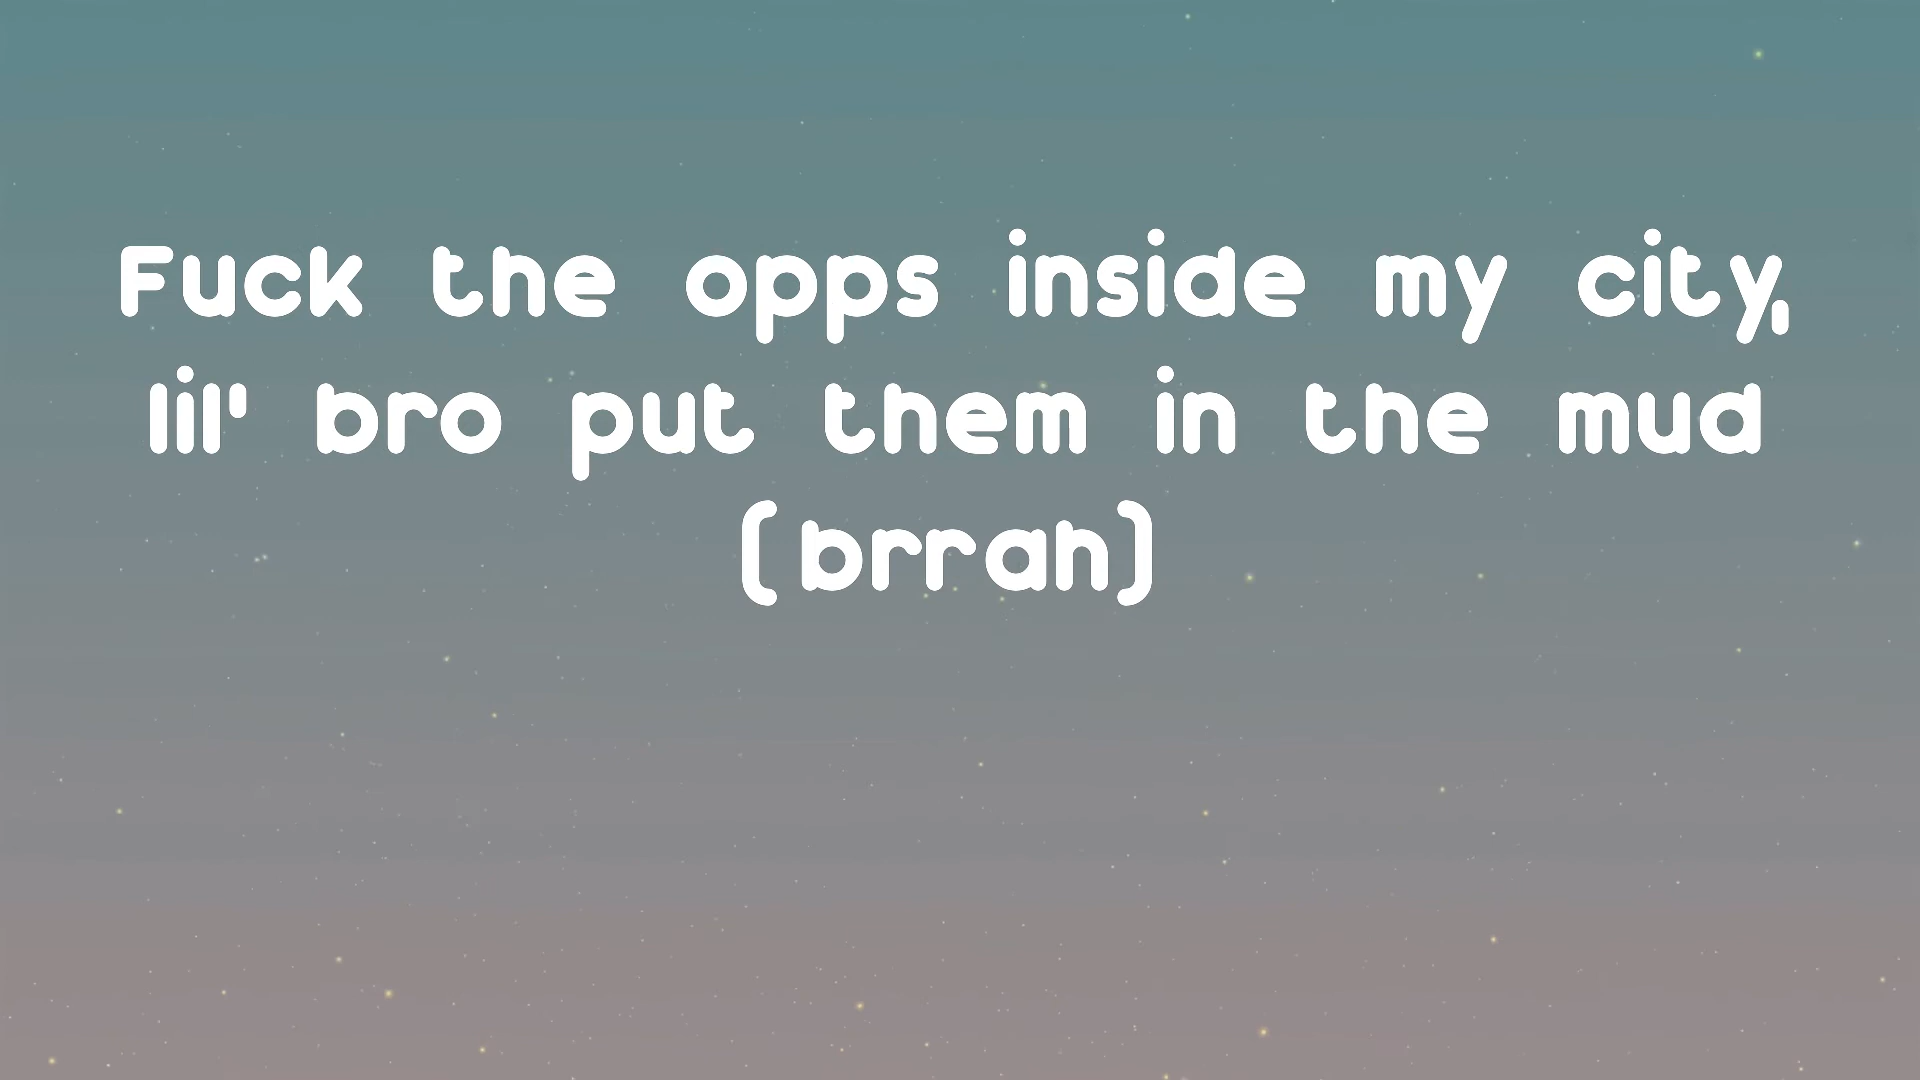 Fuck the opps inside my city,
lil' bro put them in the mud
(brrah)